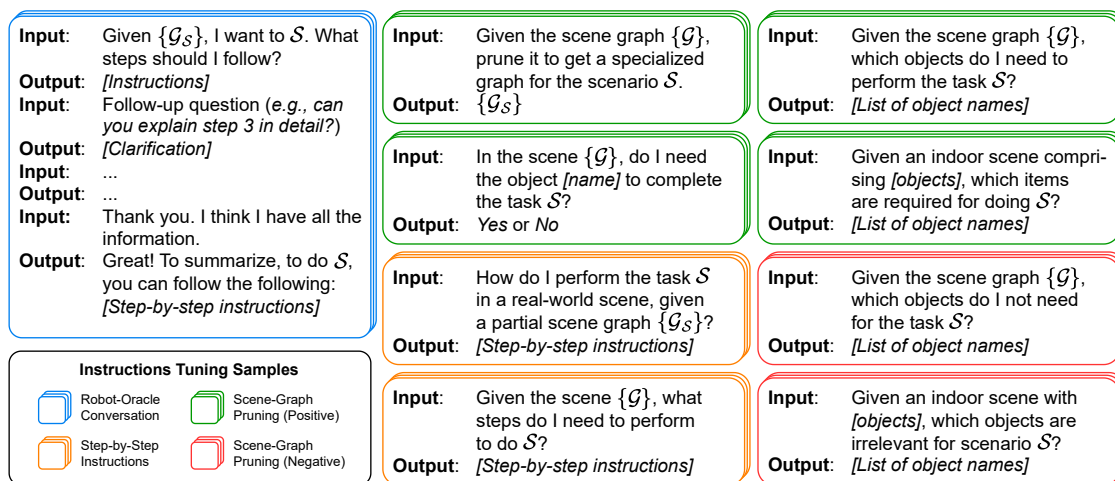 Input: Given {𝒢_𝒮}, I want to 𝒮. What
steps should I follow?
Output: [Instructions]
Input: Follow-up question (e.g., can
you explain step 3 in detail?)
Output: [Clarification]
Input: ...
Output: ...
Input: Thank you. I think I have all the
information.
Output: Great! To summarize, to do 𝒮,
you can follow the following:
[Step-by-step instructions]
Instructions Tuning Samples
Robot-Oracle
Conversation
Scene-Graph
Pruning (Positive)
Step-by-Step
Instructions
Scene-Graph
Pruning (Negative)
Input: Given the scene graph {𝒢},
prune it to get a specialized
graph for the scenario 𝒮.
Output: {𝒢_𝒮}
Input: In the scene {𝒢}, do I need
the object [name] to complete
the task 𝒮?
Output: Yes or No
Input: How do I perform the task 𝒮
in a real-world scene, given
a partial scene graph {𝒢_𝒮}?
Output: [Step-by-step instructions]
Input: Given the scene {𝒢}, what
steps do I need to perform
to do 𝒮?
Output: [Step-by-step instructions]
Input: Given the scene graph {𝒢},
which objects do I need to
perform the task 𝒮?
Output: [List of object names]
Input: Given an indoor scene compri-
sing [objects], which items
are required for doing 𝒮?
Output: [List of object names]
Input: Given the scene graph {𝒢},
which objects do I not need
for the task 𝒮?
Output: [List of object names]
Input: Given an indoor scene with
[objects], which objects are
irrelevant for scenario 𝒮?
Output: [List of object names]